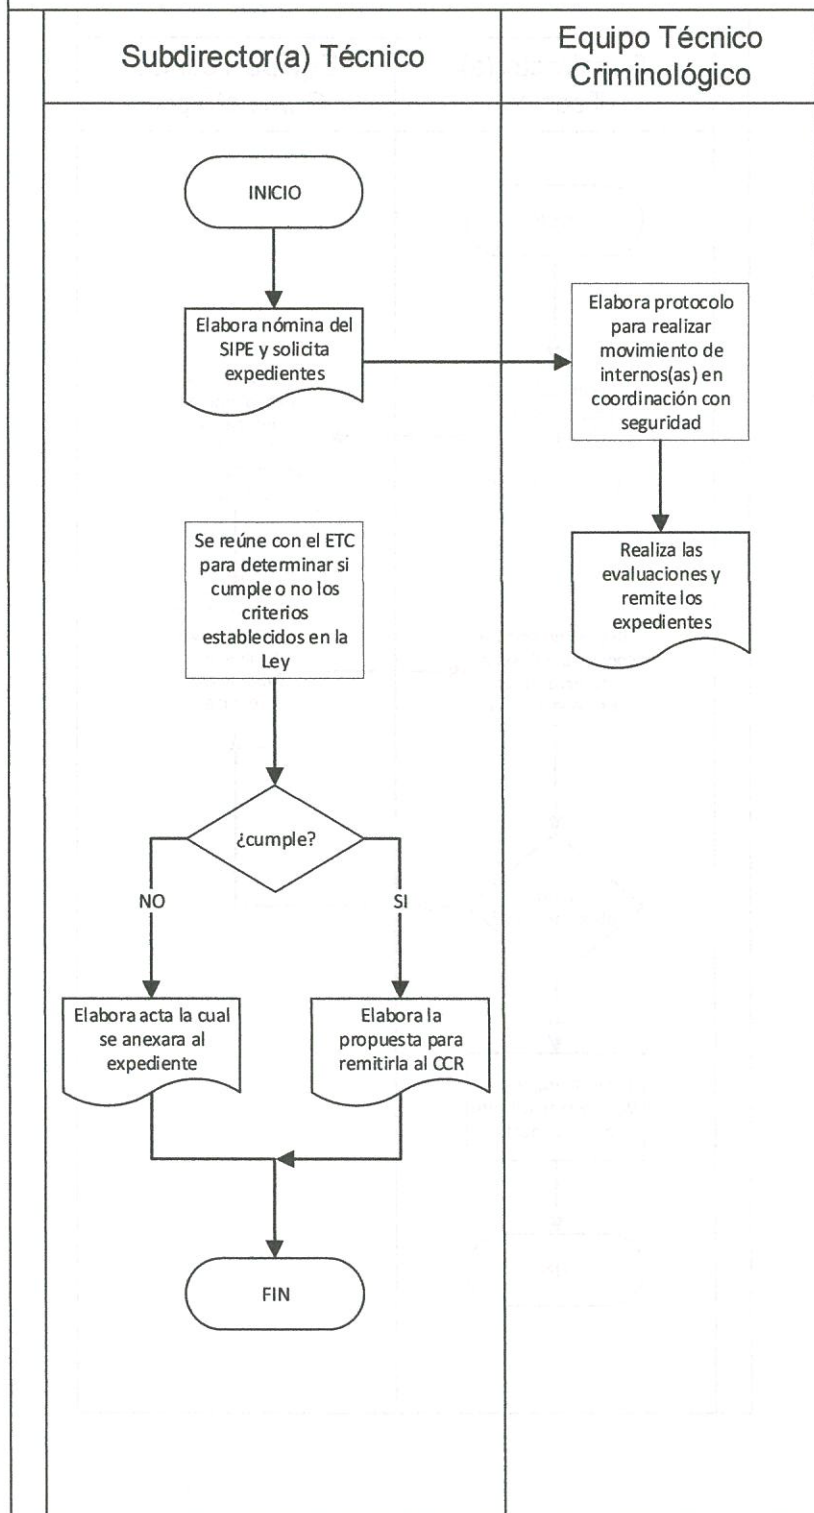 Subdirector(a) Técnico
Equipo Técnico
Criminológico
INICIO
Elabora nómina del
SIPE y solicita
expedientes
Elabora protocolo
para realizar
movimiento de
internos(as) en
coordinación con
seguridad
Realiza las
evaluaciones y
remite los
expedientes
Se reúne con el ETC
para determinar si
cumple o no los
criterios
establecidos en la
Ley
¿cumple?
NO
SI
Elabora acta la cual
se anexara al
expediente
Elabora la
propuesta para
remitirla al CCR
FIN